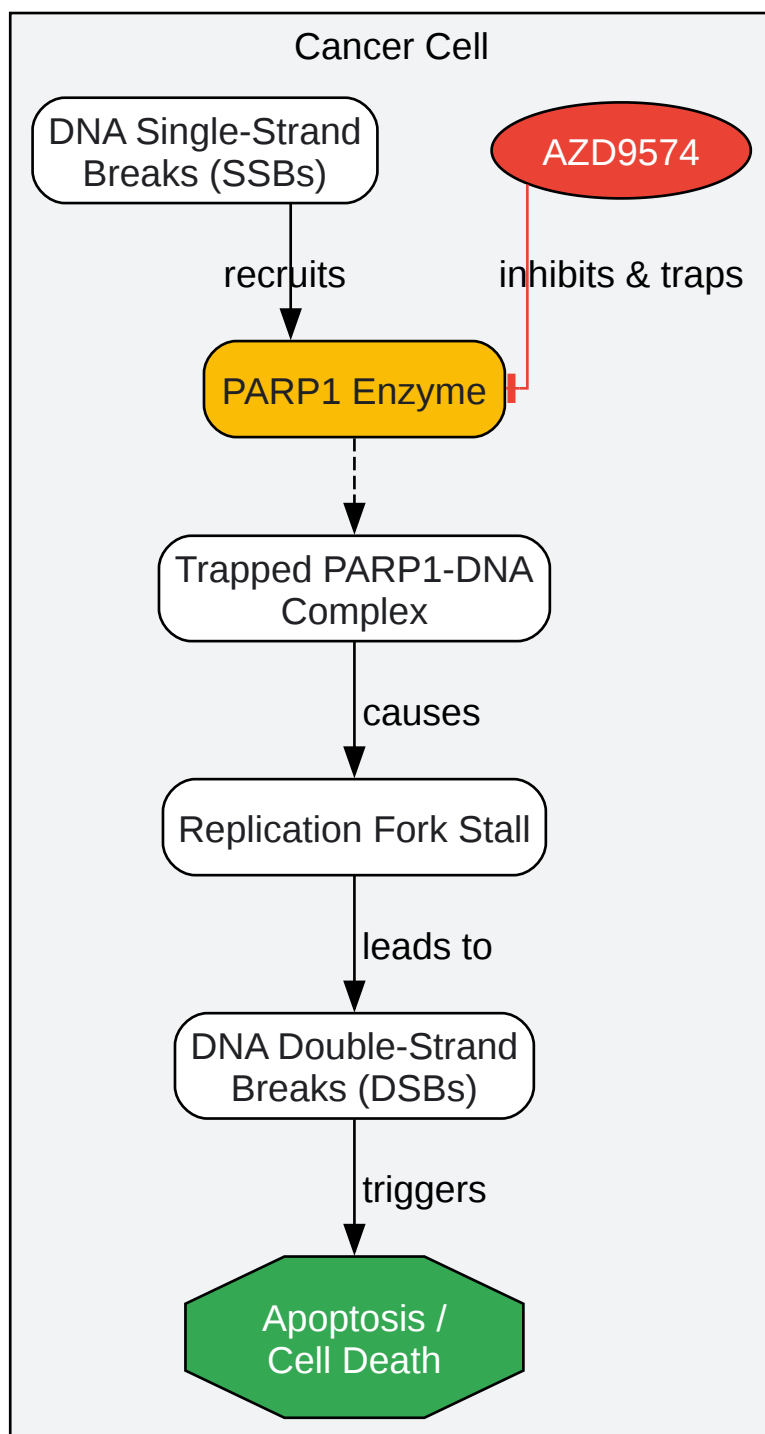 Cancer Cell
DNA Single-Strand
Breaks (SSBs)
AZD9574
recruits
inhibits & traps
PARP1 Enzyme
Trapped PARP1-DNA
Complex
causes
Replication Fork Stall
leads to
DNA Double-Strand
Breaks (DSBs)
triggers
Apoptosis /
Cell Death